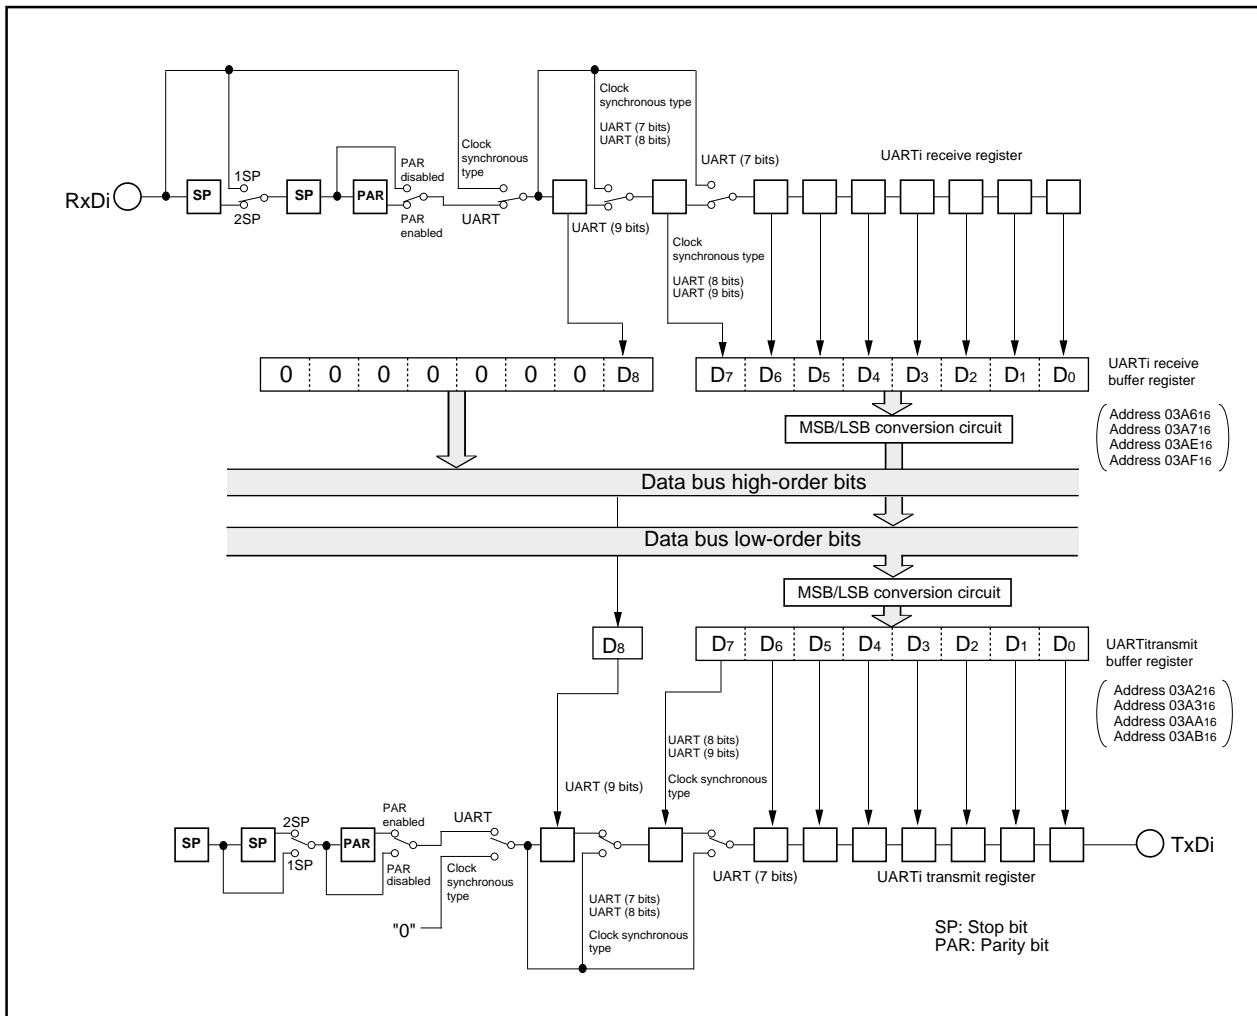 Clock
synchronous type
UART (7 bits)
UART (8 bits)
Clock
synchronous
type
PAR
disabled
UART (7 bits)
UARTi receive register
1SP
RxDi
SP
SP
PAR
2SP
PAR
enabled
UART
UART (9 bits)
Clock
synchronous type
UART (8 bits)
UART (9 bits)
0 0 0 0 0 0 0 D8
D7 D6 D5 D4 D3 D2 D1 D0
UARTi receive
buffer register
MSB/LSB conversion circuit
Address 03A616
Address 03A716
Address 03AE16
Address 03AF16
Data bus high-order bits
Data bus low-order bits
MSB/LSB conversion circuit
D8
D7 D6 D5 D4 D3 D2 D1 D0
UARTitransmit
buffer register
Address 03A216
Address 03A316
Address 03AA16
Address 03AB16
UART (8 bits)
UART (9 bits)
Clock synchronous
type
UART (9 bits)
PAR
enabled
UART
2SP
SP
SP
PAR
1SP
PAR
disabled
Clock
synchronous
type
"0"
UART (7 bits)
UARTi transmit register
TxDi
UART (7 bits)
UART (8 bits)
Clock synchronous
type
SP: Stop bit
PAR: Parity bit